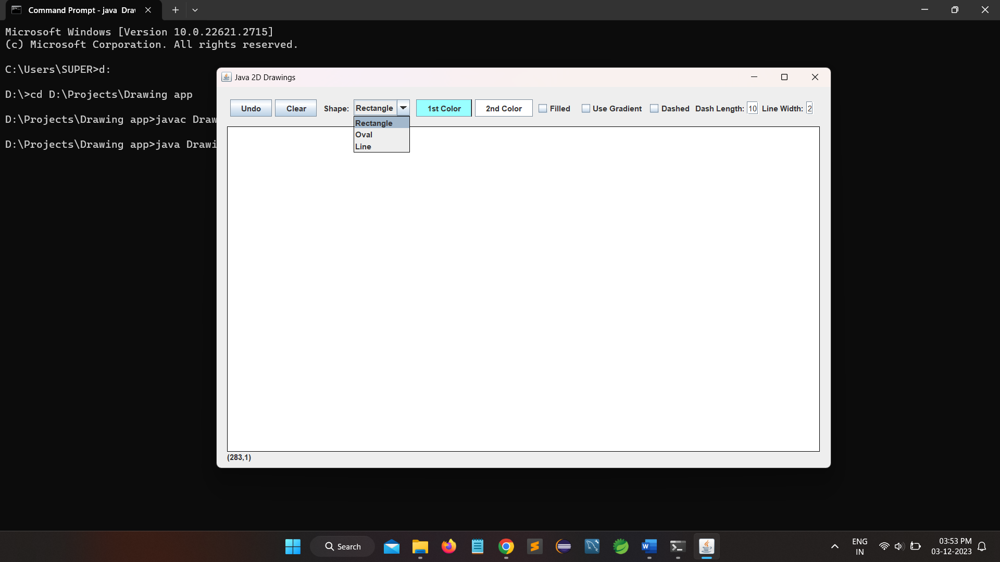 Command Prompt - java Dra
Microsoft Windows [Version 10.0.22621.2715]
(c) Microsoft Corporation. All rights reserved.
C:\Users\SUPER>d:
D:\>cd D:\Projects\Drawing app
D:\Projects\Drawing app>javac Draw
D:\Projects\Drawing app>java Drawi
Java 2D Drawings
Undo Clear Shape: Rectangle 1st Color 2nd Color Filled Use Gradient Dashed Dash Length: 10 Line Width: 2
Rectangle
Oval
Line
(283,1)
Search
ENG
IN
03:53 PM
03-12-2023